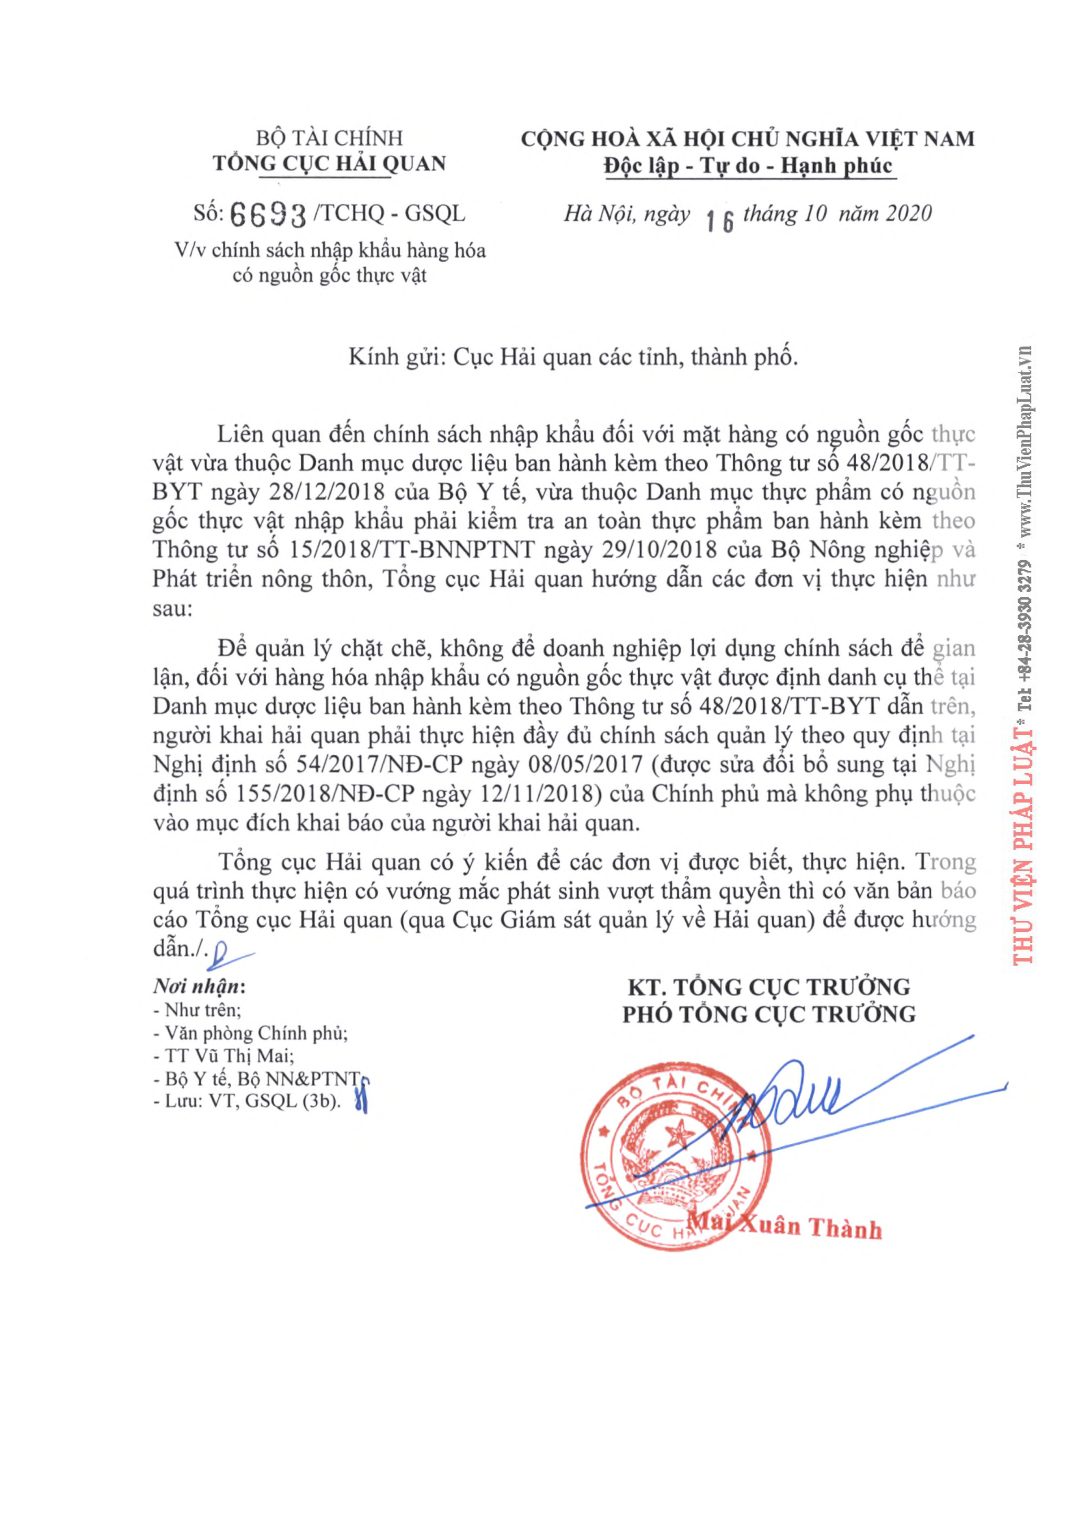 BỘ TÀI CHÍNH
TỔNG CỤC HẢI QUAN
CỘNG HOÀ XÃ HỘI CHỦ NGHĨA VIỆT NAM
Độc lập - Tự do - Hạnh phúc
Số: 6693 /TCHQ - GSQL
Hà Nội, ngày 16 tháng 10 năm 2020
V/v chính sách nhập khẩu hàng hóa
có nguồn gốc thực vật
Kính gửi: Cục Hải quan các tỉnh, thành phố.
Liên quan đến chính sách nhập khẩu đối với mặt hàng có nguồn gốc thực
vật vừa thuộc Danh mục dược liệu ban hành kèm theo Thông tư số 48/2018/TT-
BYT ngày 28/12/2018 của Bộ Y tế, vừa thuộc Danh mục thực phẩm có nguồn
gốc thực vật nhập khẩu phải kiểm tra an toàn thực phẩm ban hành kèm theo
Thông tư số 15/2018/TT-BNNPTNT ngày 29/10/2018 của Bộ Nông nghiệp và
Phát triển nông thôn, Tổng cục Hải quan hướng dẫn các đơn vị thực hiện như
sau:
Để quản lý chặt chẽ, không để doanh nghiệp lợi dụng chính sách để gian
lận, đối với hàng hóa nhập khẩu có nguồn gốc thực vật được định danh cụ thể tại
Danh mục dược liệu ban hành kèm theo Thông tư số 48/2018/TT-BYT dẫn trên,
người khai hải quan phải thực hiện đầy đủ chính sách quản lý theo quy định tại
Nghị định số 54/2017/NĐ-CP ngày 08/05/2017 (được sửa đổi bổ sung tại Nghị
định số 155/2018/NĐ-CP ngày 12/11/2018) của Chính phủ mà không phụ thuộc
vào mục đích khai báo của người khai hải quan.
Tổng cục Hải quan có ý kiến để các đơn vị được biết, thực hiện. Trong
quá trình thực hiện có vướng mắc phát sinh vượt thẩm quyền thì có văn bản báo
cáo Tổng cục Hải quan (qua Cục Giám sát quản lý về Hải quan) để được hướng
dẫn./.
Nơi nhận:
- Như trên;
- Văn phòng Chính phủ;
- TT Vũ Thị Mai;
- Bộ Y tế, Bộ NN&PTNT;
- Lưu: VT, GSQL (3b).
KT. TỔNG CỤC TRƯỞNG
PHÓ TỔNG CỤC TRƯỞNG
BỘ TÀI CHÍNH
TỔNG CỤC HẢI QUAN
Mai Xuân Thành
THƯ VIỆN PHÁP LUẬT * Tel: +84-28-3930 3279 * www.ThuVienPhapLuat.vn